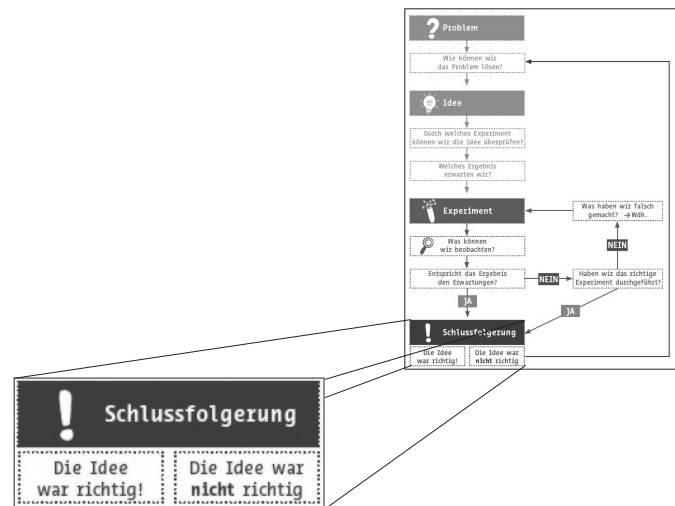 Problem
Wie können wir
das Problem lösen?
Idee
Durch welches Experiment
können wir die Idee überprüfen?
Welches Ergebnis
erwarten wir?
Experiment
Was haben wir falsch
gemacht? →Wdh.
Was können
wir beobachten?
NEIN
Entspricht das Ergebnis
den Erwartungen?
NEIN
Haben wir das richtige
Experiment durchgeführt?
JA
JA
Schlussfolgerung
Die Idee
war richtig!
Die Idee war
nicht richtig
Schlussfolgerung
Die Idee
war richtig!
Die Idee war
nicht richtig